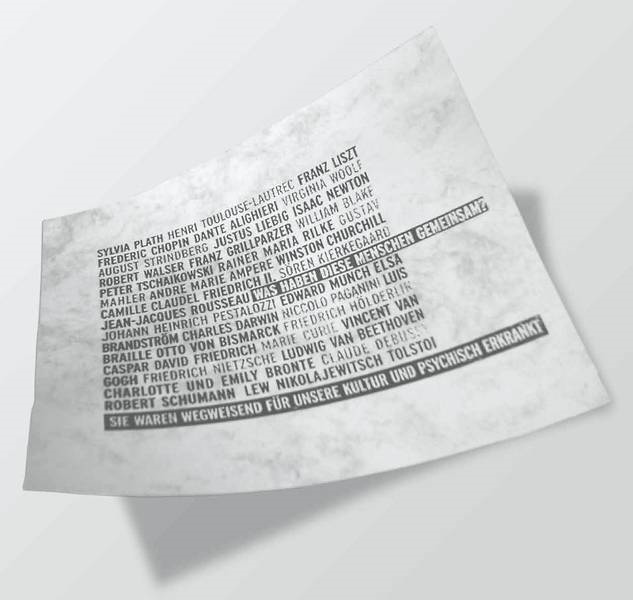 SYLVIA PLATH HENRI TOULOUSE-LAUTREC FRANZ LISZT
FREDERIC CHOPIN DANTE ALIGHIERI VIRGINIA WOOLF
AUGUST STRINDBERG JUSTUS LIEBIG ISAAC NEWTON
ROBERT WALSER FRANZ GRILLPARZER WILLIAM BLAKE
PETER TSCHAIKOWSKI RAINER MARIA RILKE GUSTAV
MAHLER ANDRE MARIE AMPERE WINSTON CHURCHILL
CAMILLE CLAUDEL FRIEDRICH II. SÖREN KIERKEGAARD
JEAN-JACQUES ROUSSEAU WAS HABEN DIESE MENSCHEN GEMEINSAM?
JOHANN HEINRICH PESTALOZZI EDWARD MUNCH ELSA
BRANDSTRÖM CHARLES DARWIN NICCOLO PAGANINI LUIS
BRAILLE OTTO VON BISMARCK FRIEDRICH HÖLDERLIN
CASPAR DAVID FRIEDRICH MARIE CURIE VINCENT VAN
GOGH FRIEDRICH NIETZSCHE LUDWIG VAN BEETHOVEN
CHARLOTTE UND EMILY BRONTE CLAUDE DEBUSSY
ROBERT SCHUMANN LEW NIKOLAJEWITSCH TOLSTOI
SIE WAREN WEGWEISEND FÜR UNSERE KULTUR UND PSYCHISCH ERKRANKT